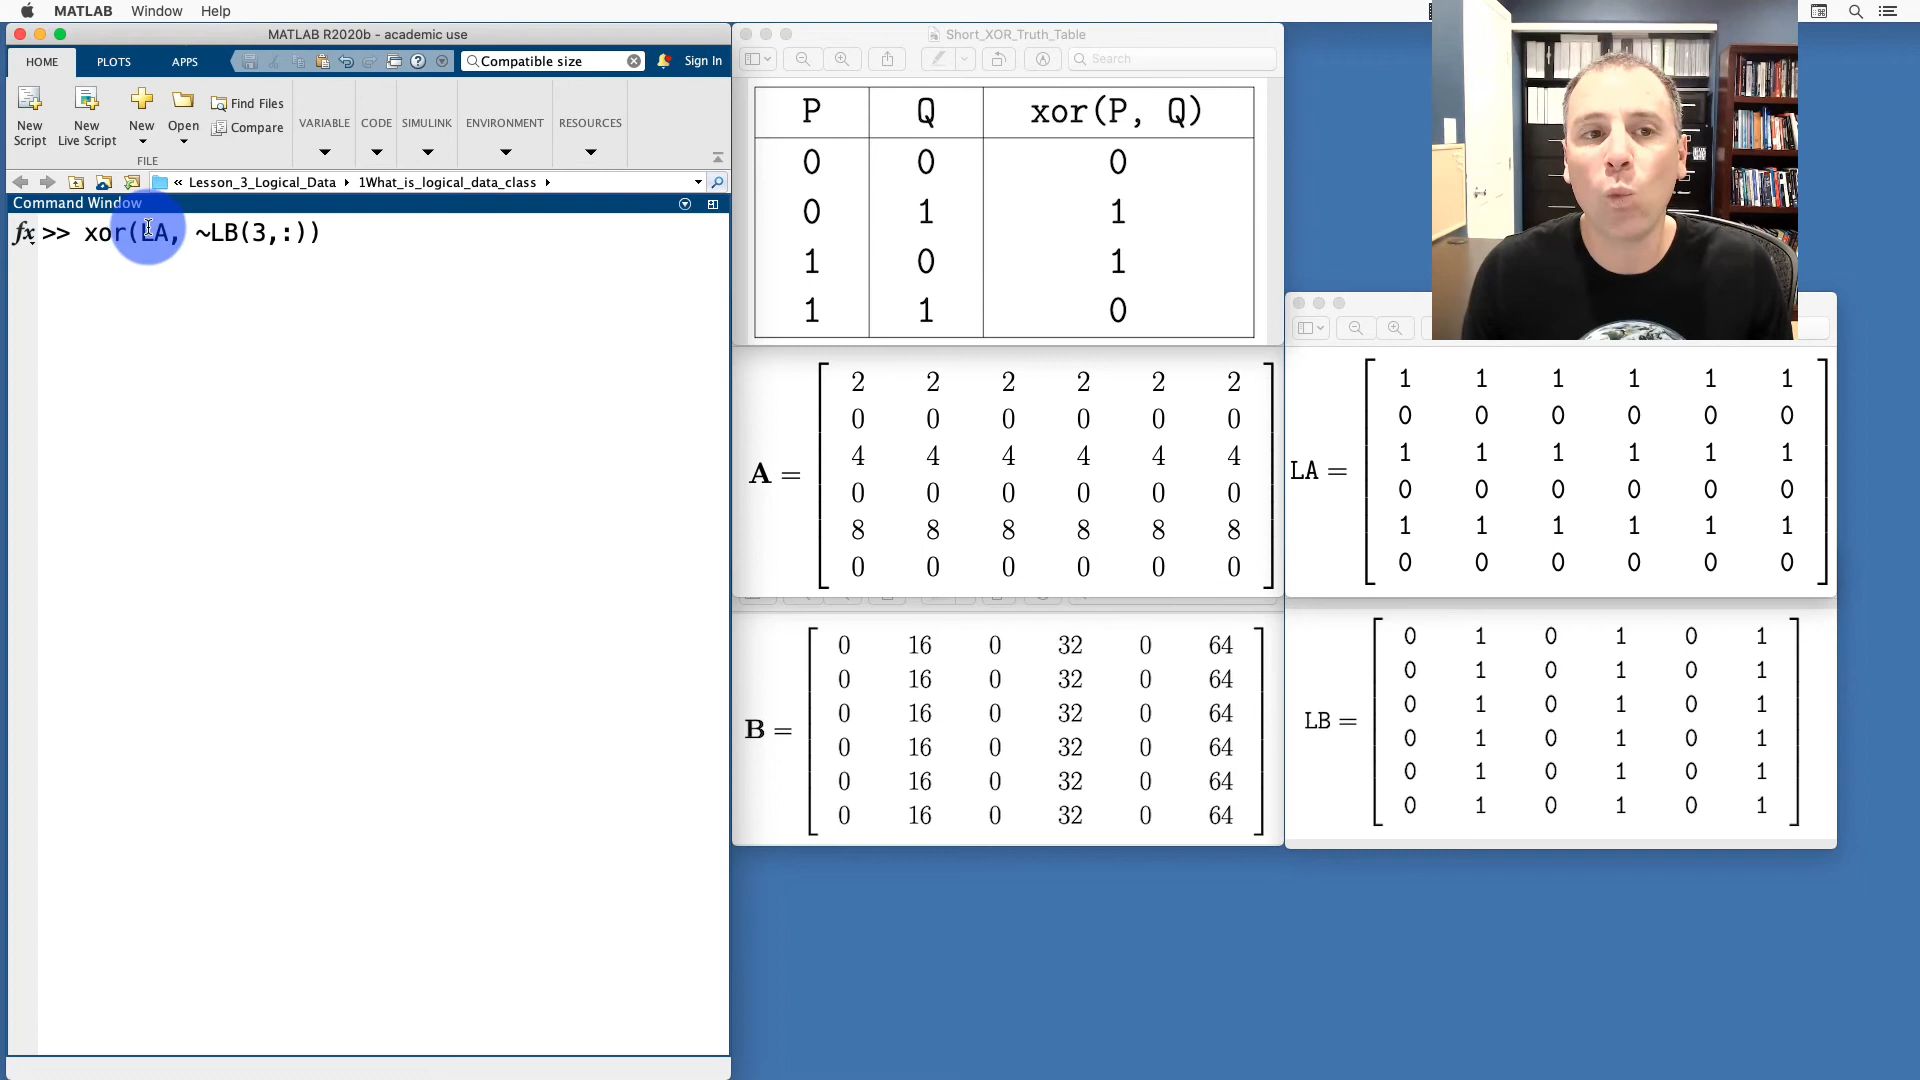 MATLAB Window Help
MATLAB R2020b - academic use
HOME PLOTS APPS Compatible size Sign In
New Script
New Live Script
New
Open
Find Files
Compare
FILE
VARIABLE CODE SIMULINK ENVIRONMENT RESOURCES
« Lesson_3_Logical_Data 1What_is_logical_data_class
Command Window
fx >> xor(LA, ~LB(3,:))
Short_XOR_Truth_Table
Search
P Q xor(P, Q)
0 0 0
0 1 1
1 0 1
1 1 0
A =
2 2 2 2 2 2
0 0 0 0 0 0
4 4 4 4 4 4
0 0 0 0 0 0
8 8 8 8 8 8
0 0 0 0 0 0
LA =
1 1 1 1 1 1
0 0 0 0 0 0
1 1 1 1 1 1
0 0 0 0 0 0
1 1 1 1 1 1
0 0 0 0 0 0
B =
0 16 0 32 0 64
0 16 0 32 0 64
0 16 0 32 0 64
0 16 0 32 0 64
0 16 0 32 0 64
0 16 0 32 0 64
LB =
0 1 0 1 0 1
0 1 0 1 0 1
0 1 0 1 0 1
0 1 0 1 0 1
0 1 0 1 0 1
0 1 0 1 0 1